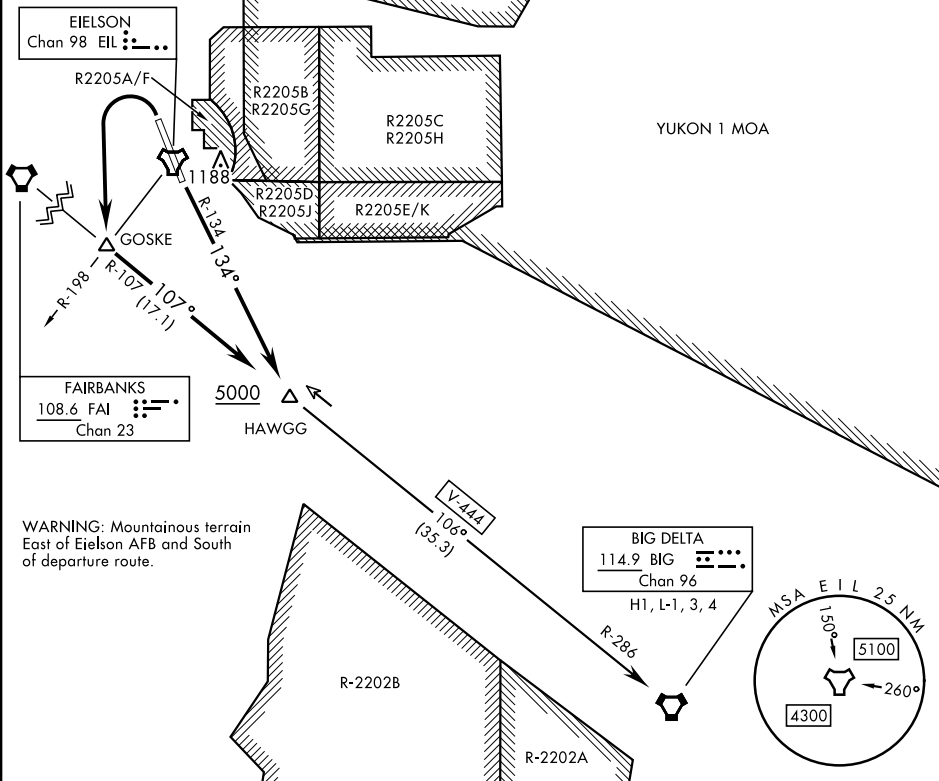 EIELSON
Chan 98 EIL
R2205A/F
R2205B
R2205G
R2205C
R2205H
YUKON 1 MOA
1188
R2205D
R2205J
R2205E/K
GOSKE
R-134
134°
R-198
R-107
107°
(17.1)
FAIRBANKS
108.6 FAI
Chan 23
5000
HAWGG
V-444
106°
(35.3)
WARNING: Mountainous terrain
East of Eielson AFB and South
of departure route.
BIG DELTA
114.9 BIG
Chan 96
H1, L-1, 3, 4
R-286
R-2202B
R-2202A
MSA EIL 25 NM
150°
5100
260°
4300